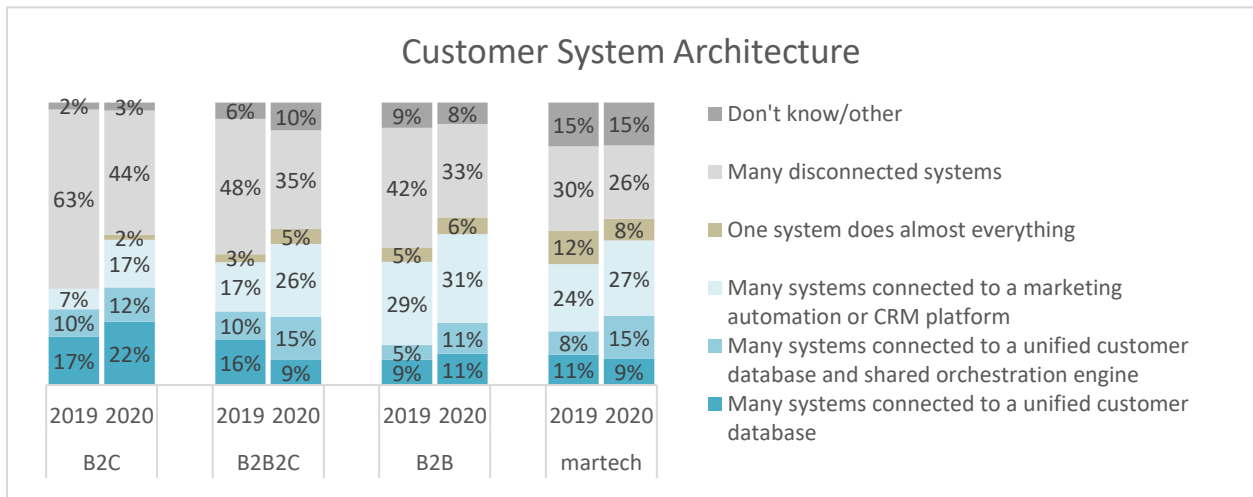 Customer System Architecture
2% 3% 6% 10% 9% 8% 15% 15%
63% 44% 48% 35% 42% 33% 30% 26%
2% 3% 5% 5% 6% 12% 8%
7% 17% 17% 26% 29% 31% 24% 27%
10% 12% 10% 15% 5% 11% 8% 15%
17% 22% 16% 9% 9% 11% 11% 9%
2019 2020 2019 2020 2019 2020 2019 2020
B2C B2B2C B2B martech
Don't know/other
Many disconnected systems
One system does almost everything
Many systems connected to a marketing
automation or CRM platform
Many systems connected to a unified customer
database and shared orchestration engine
Many systems connected to a unified customer
database